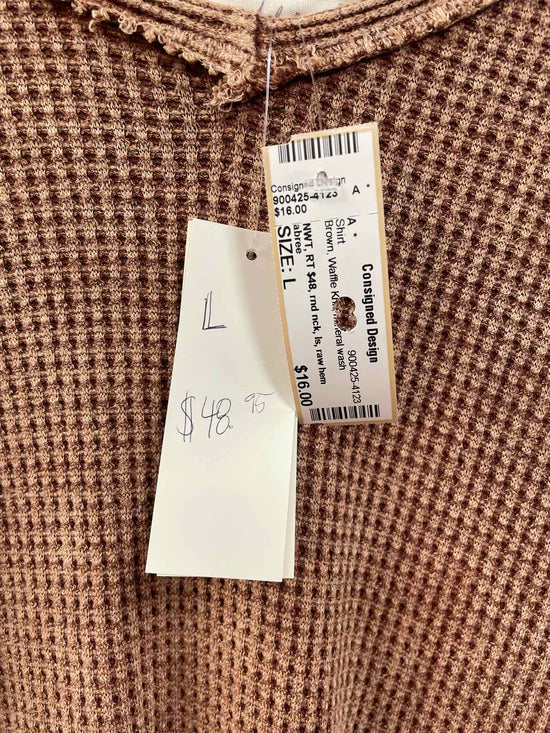 Consigned Design
900425-4123 A *
$16.00
Consigned Design
900425-4123
A *
Shirt
Brown, Waffle mineral wash
NWT, RT $48, rnd nck, ls, raw hem
abree
SIZE: L
$16.00
L
$48.95